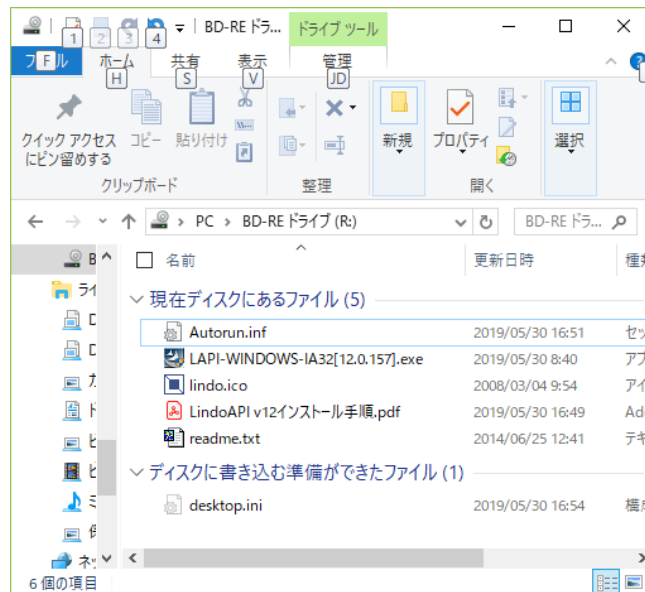 1 2 3 4 BD-RE ドラ... ドライブ ツール
F ル ホーム 共有 表示 管理
H S V JD
クイック アクセス
にピン留めする
コピー 貼り付け
新規 プロパティ 選択
クリップボード 整理 開く
PC › BD-RE ドライブ (R:) BD-RE ドラ...
名前 更新日時
現在ディスクにあるファイル (5)
Autorun.inf 2019/05/30 16:51
LAPI-WINDOWS-IA32[12.0.157].exe 2019/05/30 8:40
lindo.ico 2008/03/04 9:54
LindoAPI v12インストール手順.pdf 2019/05/30 16:49
readme.txt 2014/06/25 12:41
ディスクに書き込む準備ができたファイル (1)
desktop.ini 2019/05/30 16:54
6 個の項目